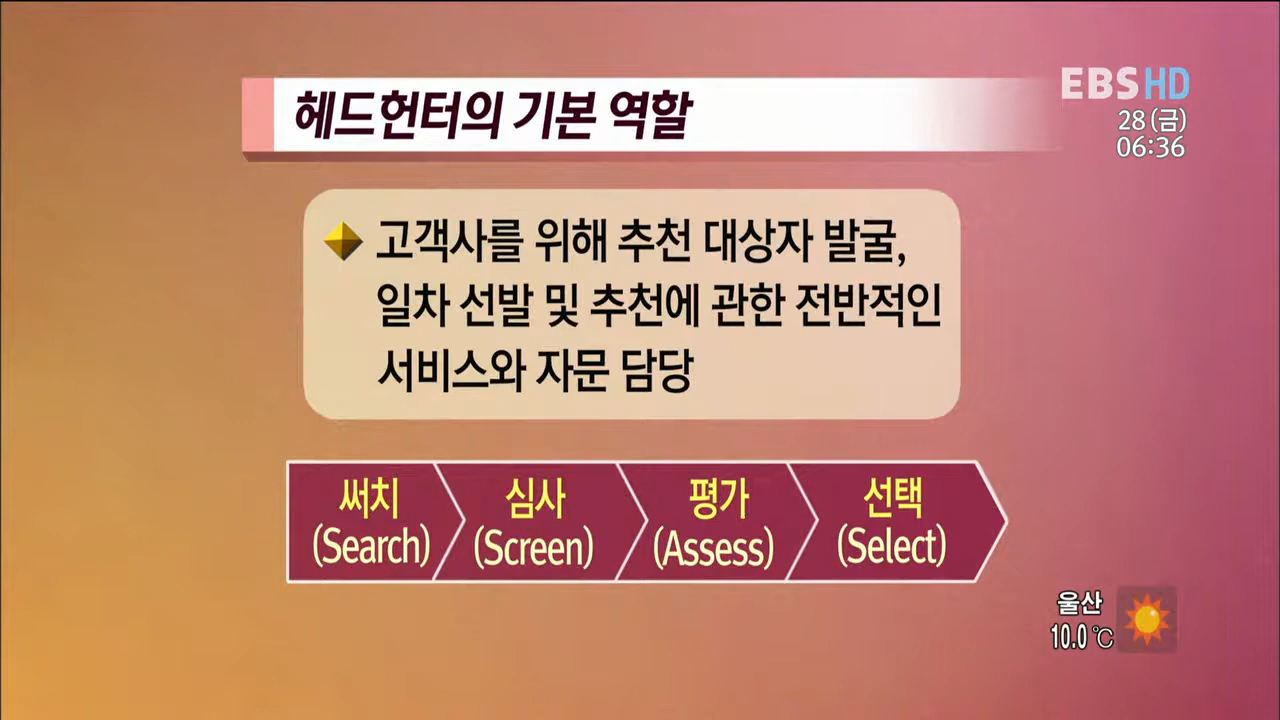 헤드헌터의 기본 역할
EBS HD
28(금)
06:36
고객사를 위해 추천 대상자 발굴,
일차 선발 및 추천에 관한 전반적인
서비스와 자문 담당
써치 심사 평가 선택
(Search) (Screen) (Assess) (Select)
울산
10.0℃